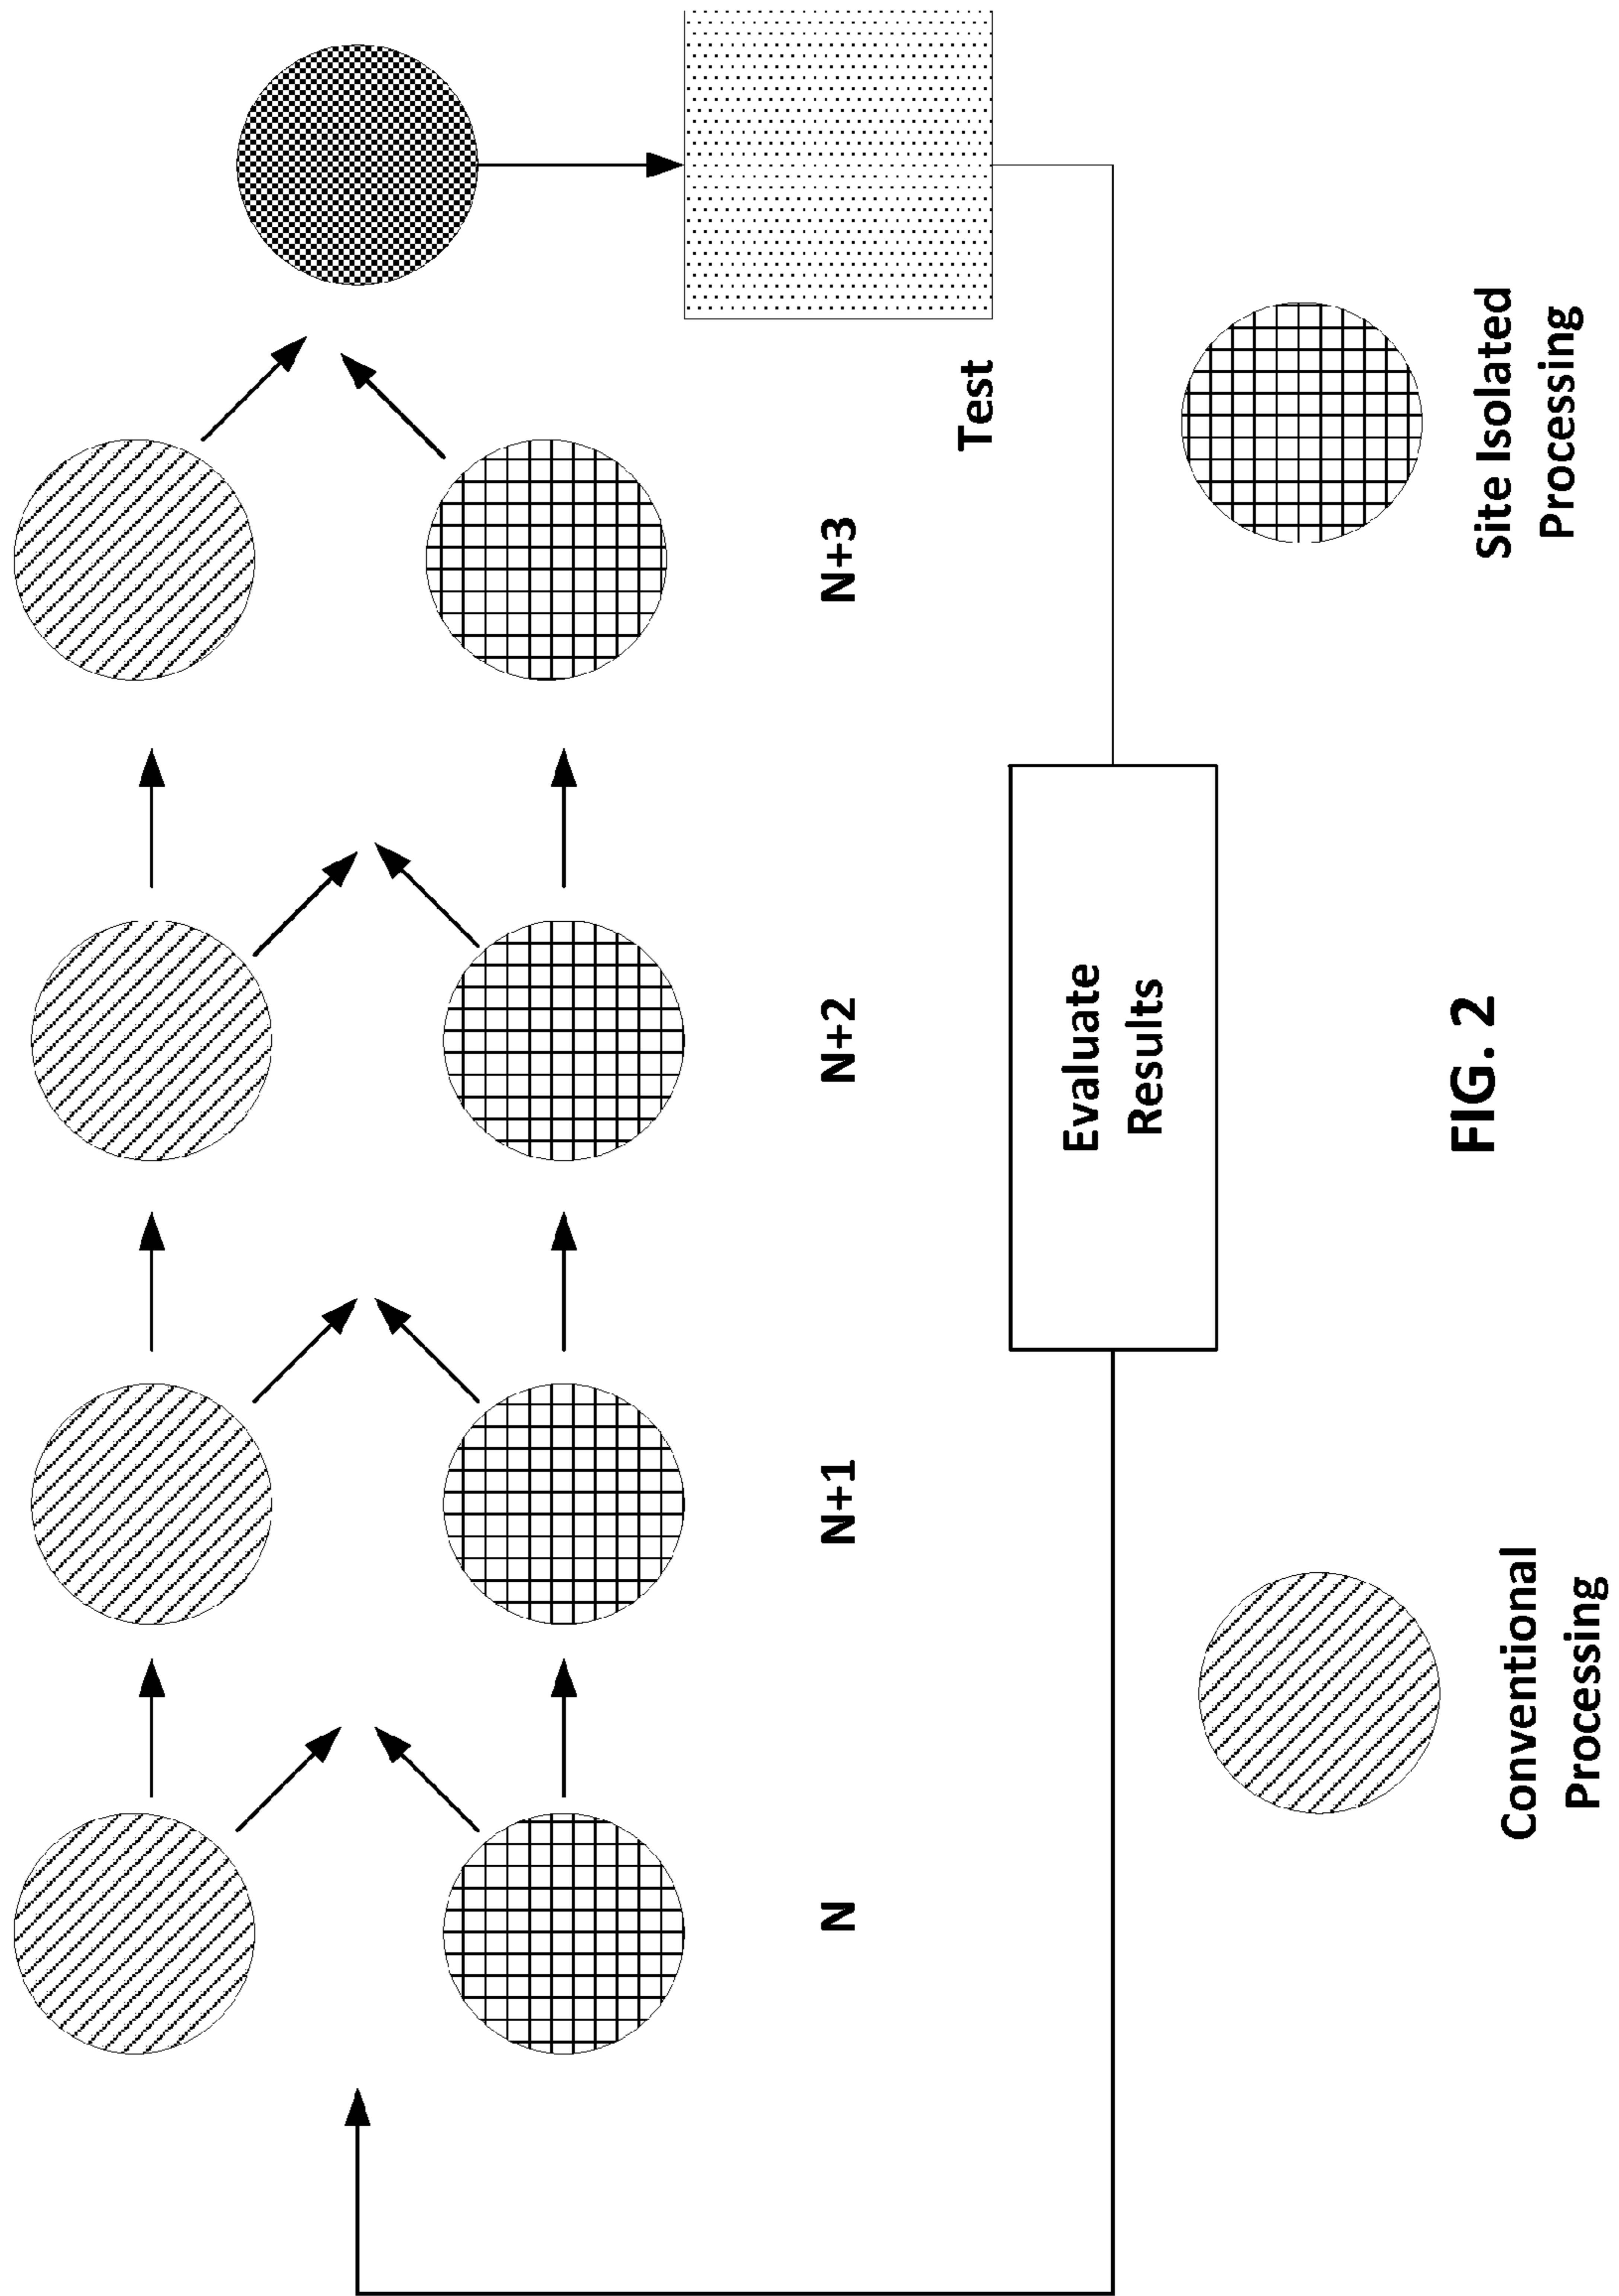 N
N+1
N+2
N+3
Test
Evaluate
Results
Conventional
Processing
Site Isolated
Processing
FIG. 2